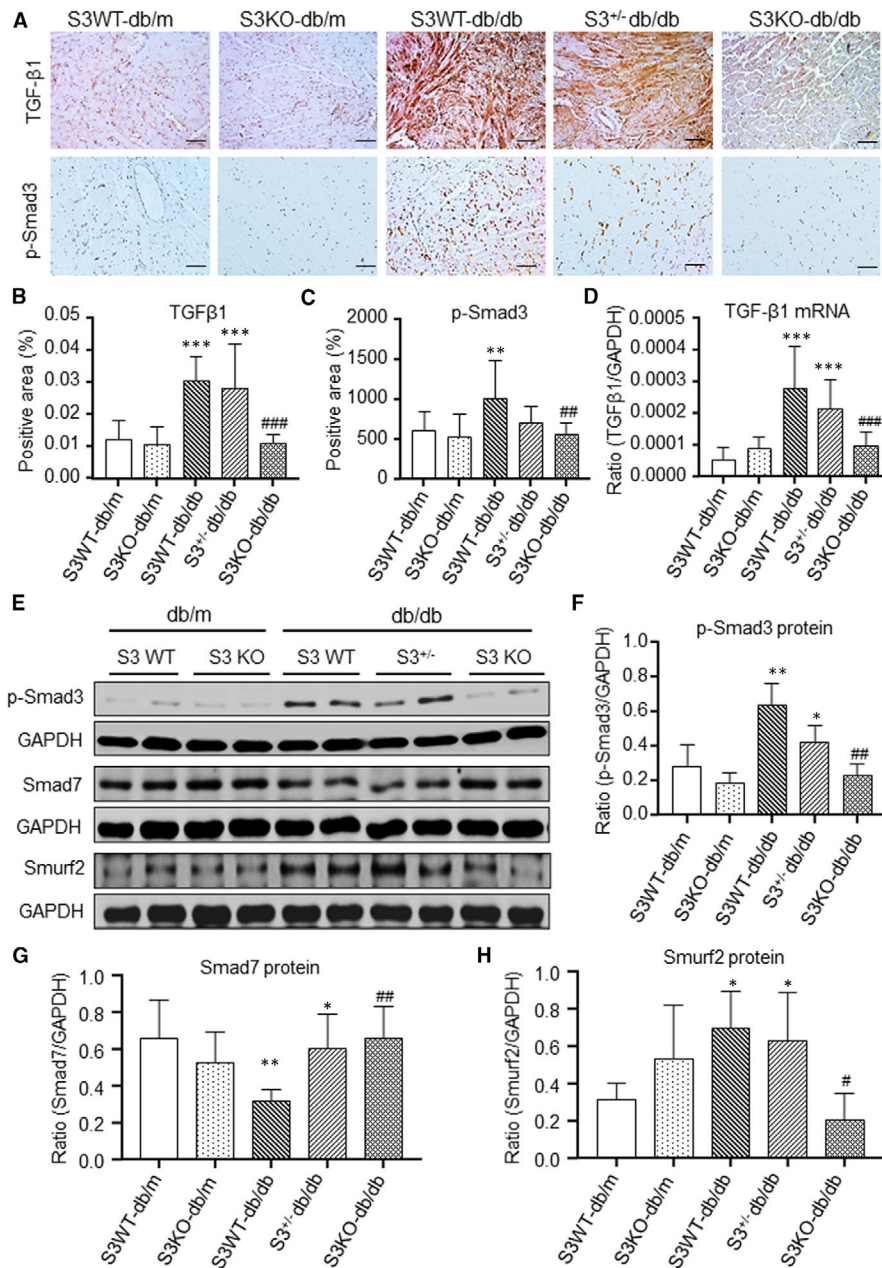 A
S3WT-db/m S3KO-db/m S3WT-db/db S3+/- db/db S3KO-db/db
TGF-β1
p-Smad3
B
TGFβ1
Positive area (%)
0.05
0.04
0.03
0.02
0.01
0.00
*** *** ###
S3WT-db/m S3KO-db/m S3WT-db/db S3+/- db/db S3KO-db/db
C
p-Smad3
Positive area (%)
2000
1500
1000
500
0
** ##
S3WT-db/m S3KO-db/m S3WT-db/db S3+/- db/db S3KO-db/db
D
TGF-β1 mRNA
Ratio (TGFβ1/GAPDH)
0.0005
0.0004
0.0003
0.0002
0.0001
0.0000
*** *** ###
S3WT-db/m S3KO-db/m S3WT-db/db S3+/- db/db S3KO-db/db
E
db/m db/db
S3 WT S3 KO S3 WT S3+/- S3 KO
p-Smad3
GAPDH
Smad7
GAPDH
Smurf2
GAPDH
F
p-Smad3 protein
Ratio (p-Smad3/GAPDH)
1.0
0.8
0.6
0.4
0.2
0.0
** * ##
S3WT-db/m S3KO-db/m S3WT-db/db S3+/- db/db S3KO-db/db
G
Smad7 protein
Ratio (Smad7/GAPDH)
1.0
0.8
0.6
0.4
0.2
0.0
** * ##
S3WT-db/m S3KO-db/m S3WT-db/db S3+/- db/db S3KO-db/db
H
Smurf2 protein
Ratio (Smurf2/GAPDH)
1.0
0.8
0.6
0.4
0.2
0.0
* * #
S3WT-db/m S3KO-db/m S3WT-db/db S3+/- db/db S3KO-db/db